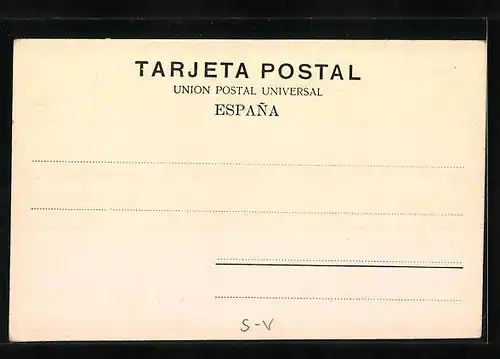 TARJETA POSTAL
UNION POSTAL UNIVERSAL
ESPAÑA
S-V